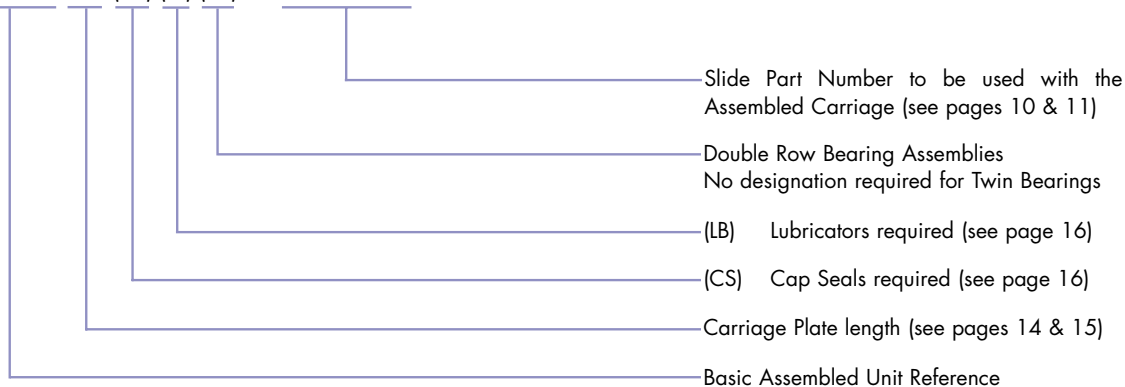 Slide Part Number to be used with the
Assembled Carriage (see pages 10 & 11)
Double Row Bearing Assemblies
No designation required for Twin Bearings
(LB) Lubricators required (see page 16)
(CS) Cap Seals required (see page 16)
Carriage Plate length (see pages 14 & 15)
Basic Assembled Unit Reference